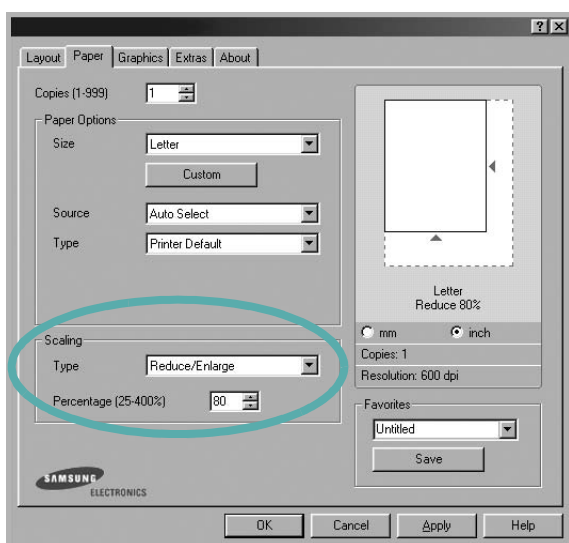 Layout Paper Graphics Extras About
Copies (1-999) 1
Paper Options
Size Letter
Custom
Source Auto Select
Type Printer Default
Letter
Reduce 80%
mm inch
Copies: 1
Resolution: 600 dpi
Scaling
Type Reduce/Enlarge
Percentage (25-400%) 80
Favorites
Untitled
Save
SAMSUNG
ELECTRONICS
OK Cancel Apply Help